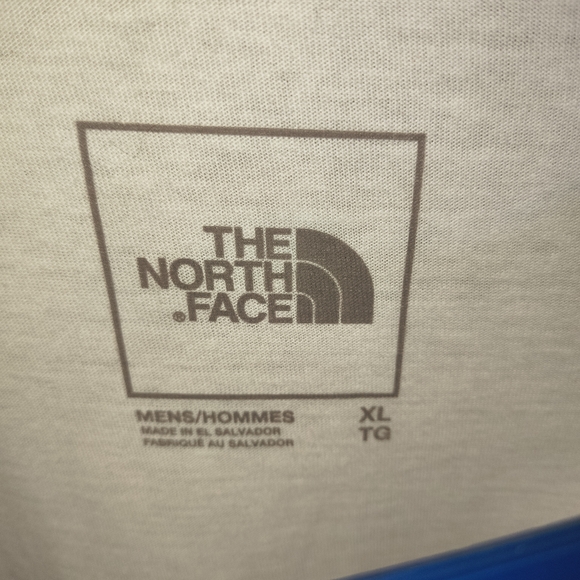 THE
NORTH
®FACE
MENS/HOMMES XL
MADE IN EL SALVADOR TG
FABRIQUÉ AU SALVADOR